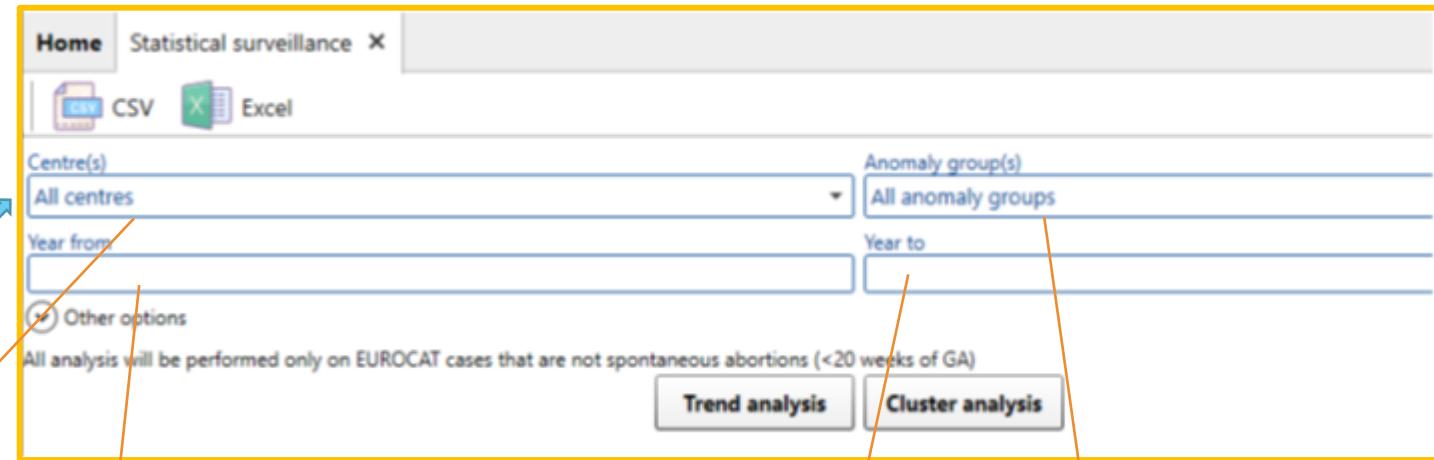 Home Statistical surveillance ×
CSV CSV Excel
Centre(s) Anomaly group(s)
All centres All anomaly groups
Year from Year to
Other options
All analysis will be performed only on EUROCAT cases that are not spontaneous abortions (<20 weeks of GA)
Trend analysis Cluster analysis